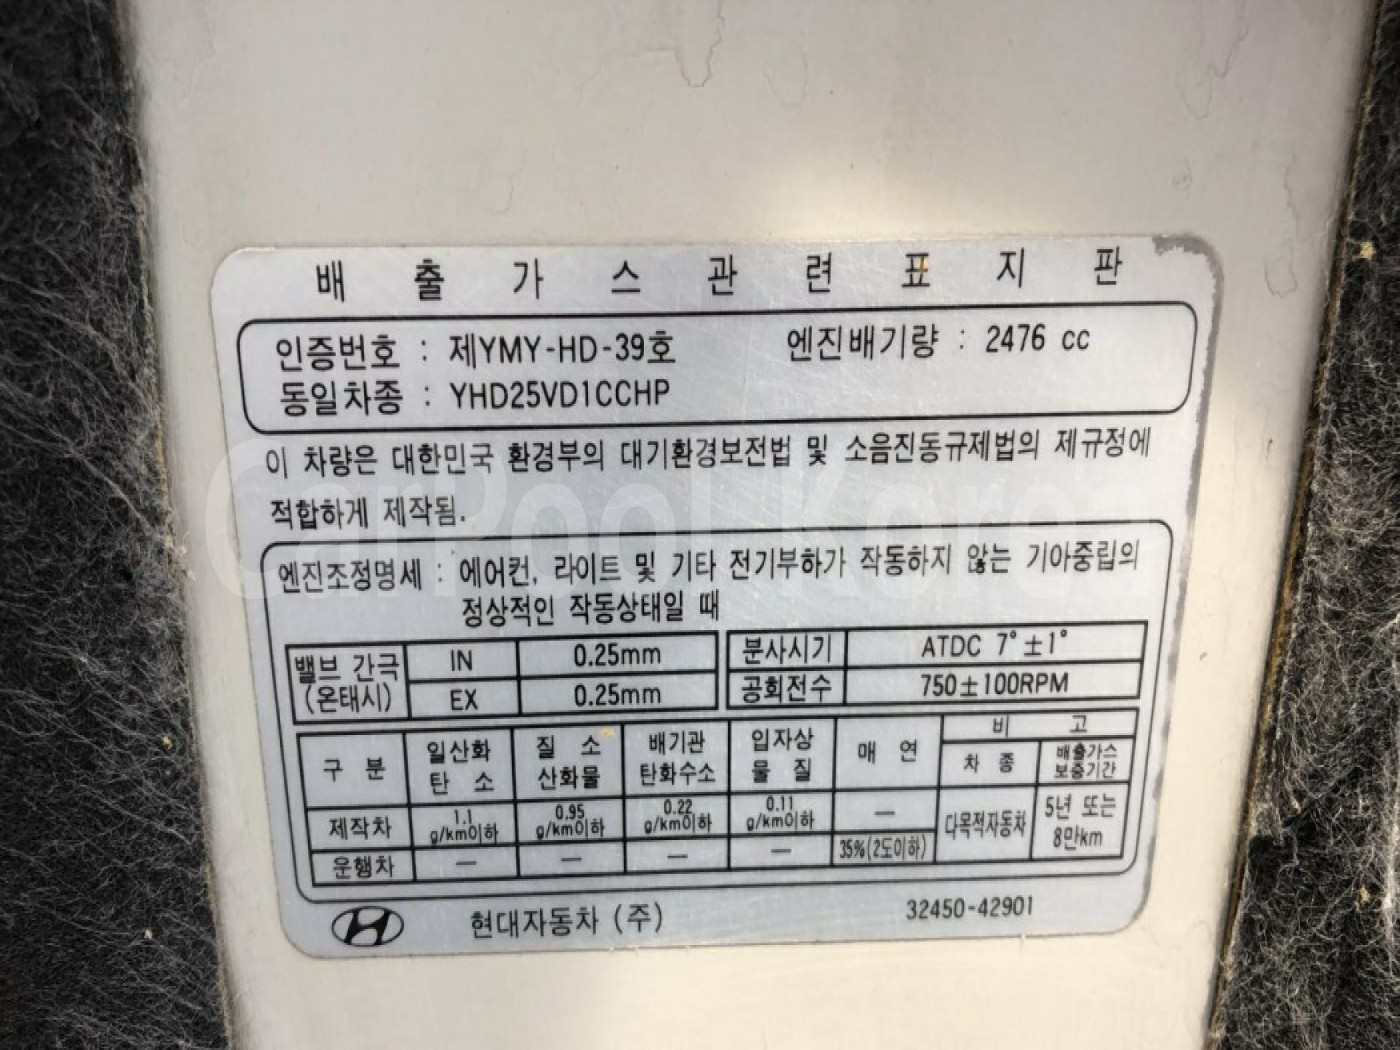 배 출 가 스 관 련 표 지 판
인증번호 : 제YMY-HD-39호 엔진배기량 : 2476 cc
동일차종 : YHD25VD1CCHP
이 차량은 대한민국 환경부의 대기환경보전법 및 소음진동규제법의 제규정에
적합하게 제작됨.
엔진조정명세 : 에어컨, 라이트 및 기타 전기부하가 작동하지 않는 기아중립의
정상적인 작동상태일 때
밸브 간극 (온태시) IN 0.25mm 분사시기 ATDC 7°±1°
EX 0.25mm 공회전수 750±100RPM
구 분 일산화 탄 소 질 소 산화물 배기관 탄화수소 입자상 물 질 매 연 비 고
차 종 배출가스 보증기간
제작차 1.1 g/km이하 0.95 g/km이하 0.22 g/km이하 0.11 g/km이하 — 다목적자동차 5년 또는 8만km
운행차 — — — — 35%(2도이하)
현대자동차 (주) 32450-42901
CarPool Korea